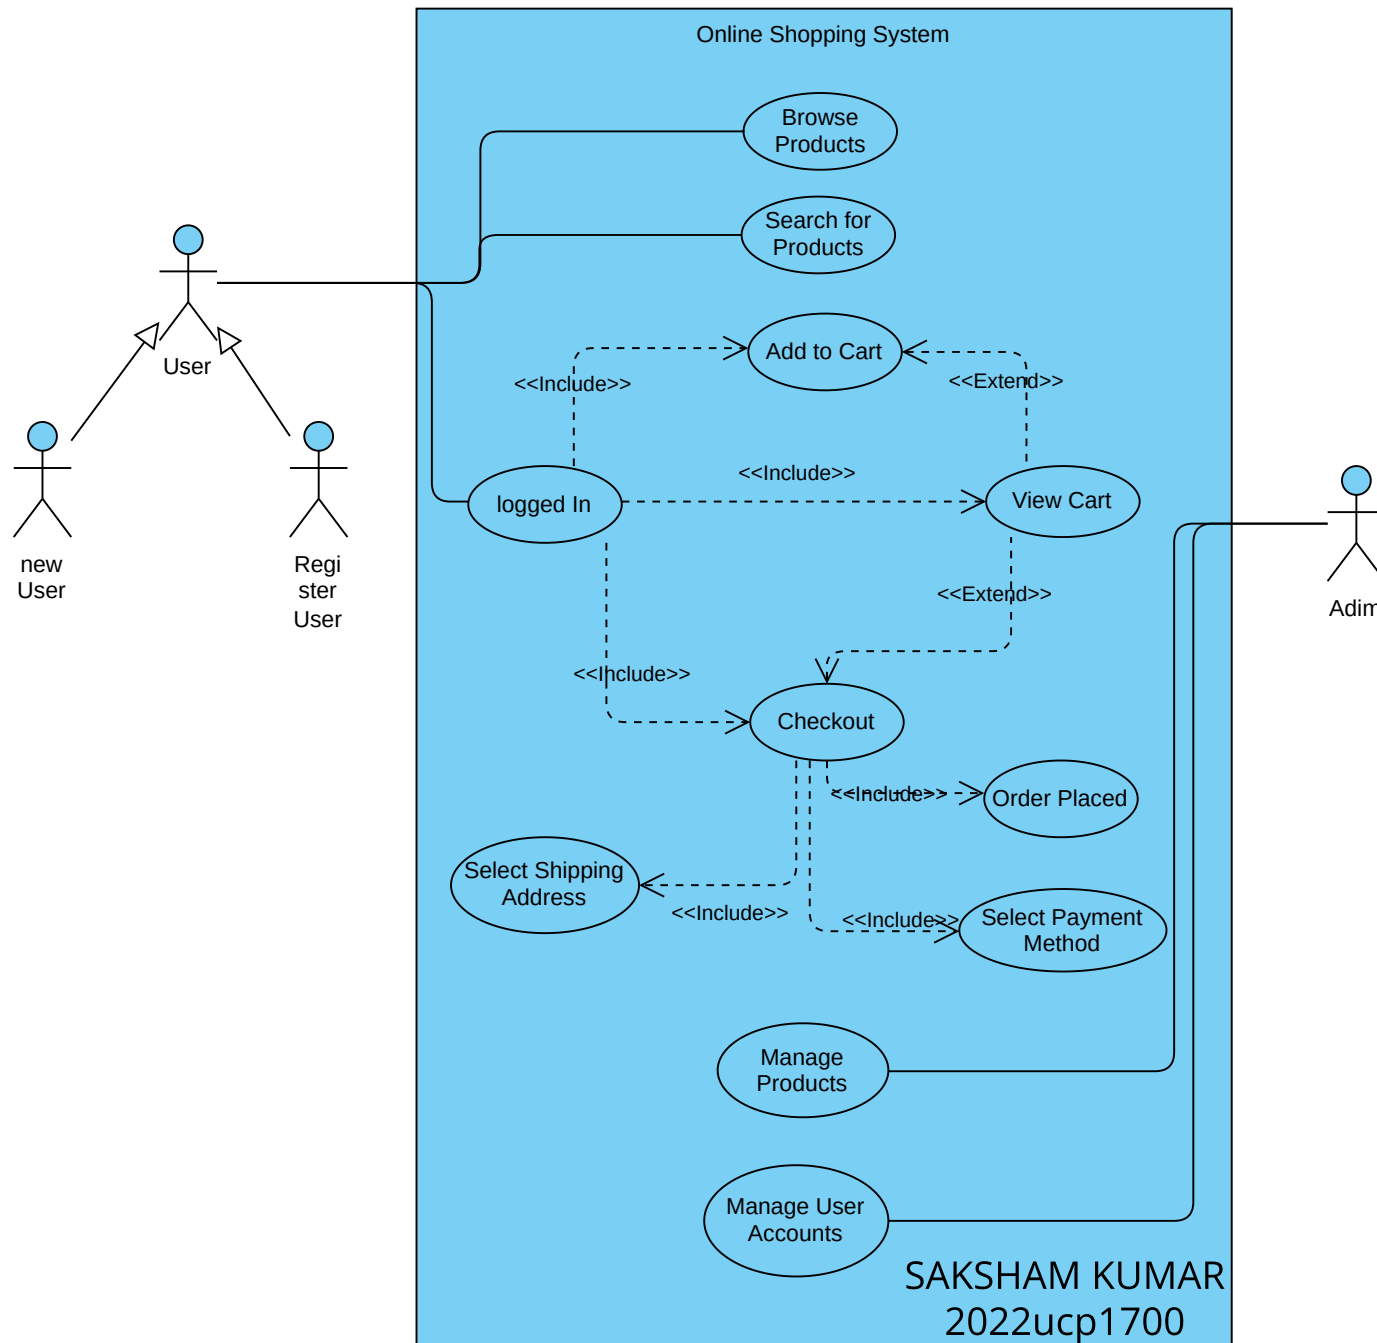 Online Shopping System
Browse
Products
Search for
Products
User
Add to Cart
<<Include>>
<<Extend>>
logged In
<<Include>>
View Cart
new
User
Regi
ster
User
<<Extend>>
Adim
<<Include>>
Checkout
<<Include>>
Order Placed
Select Shipping
Address
<<Include>>
<<Include>>
Select Payment
Method
Manage
Products
Manage User
Accounts
SAKSHAM KUMAR
2022ucp1700